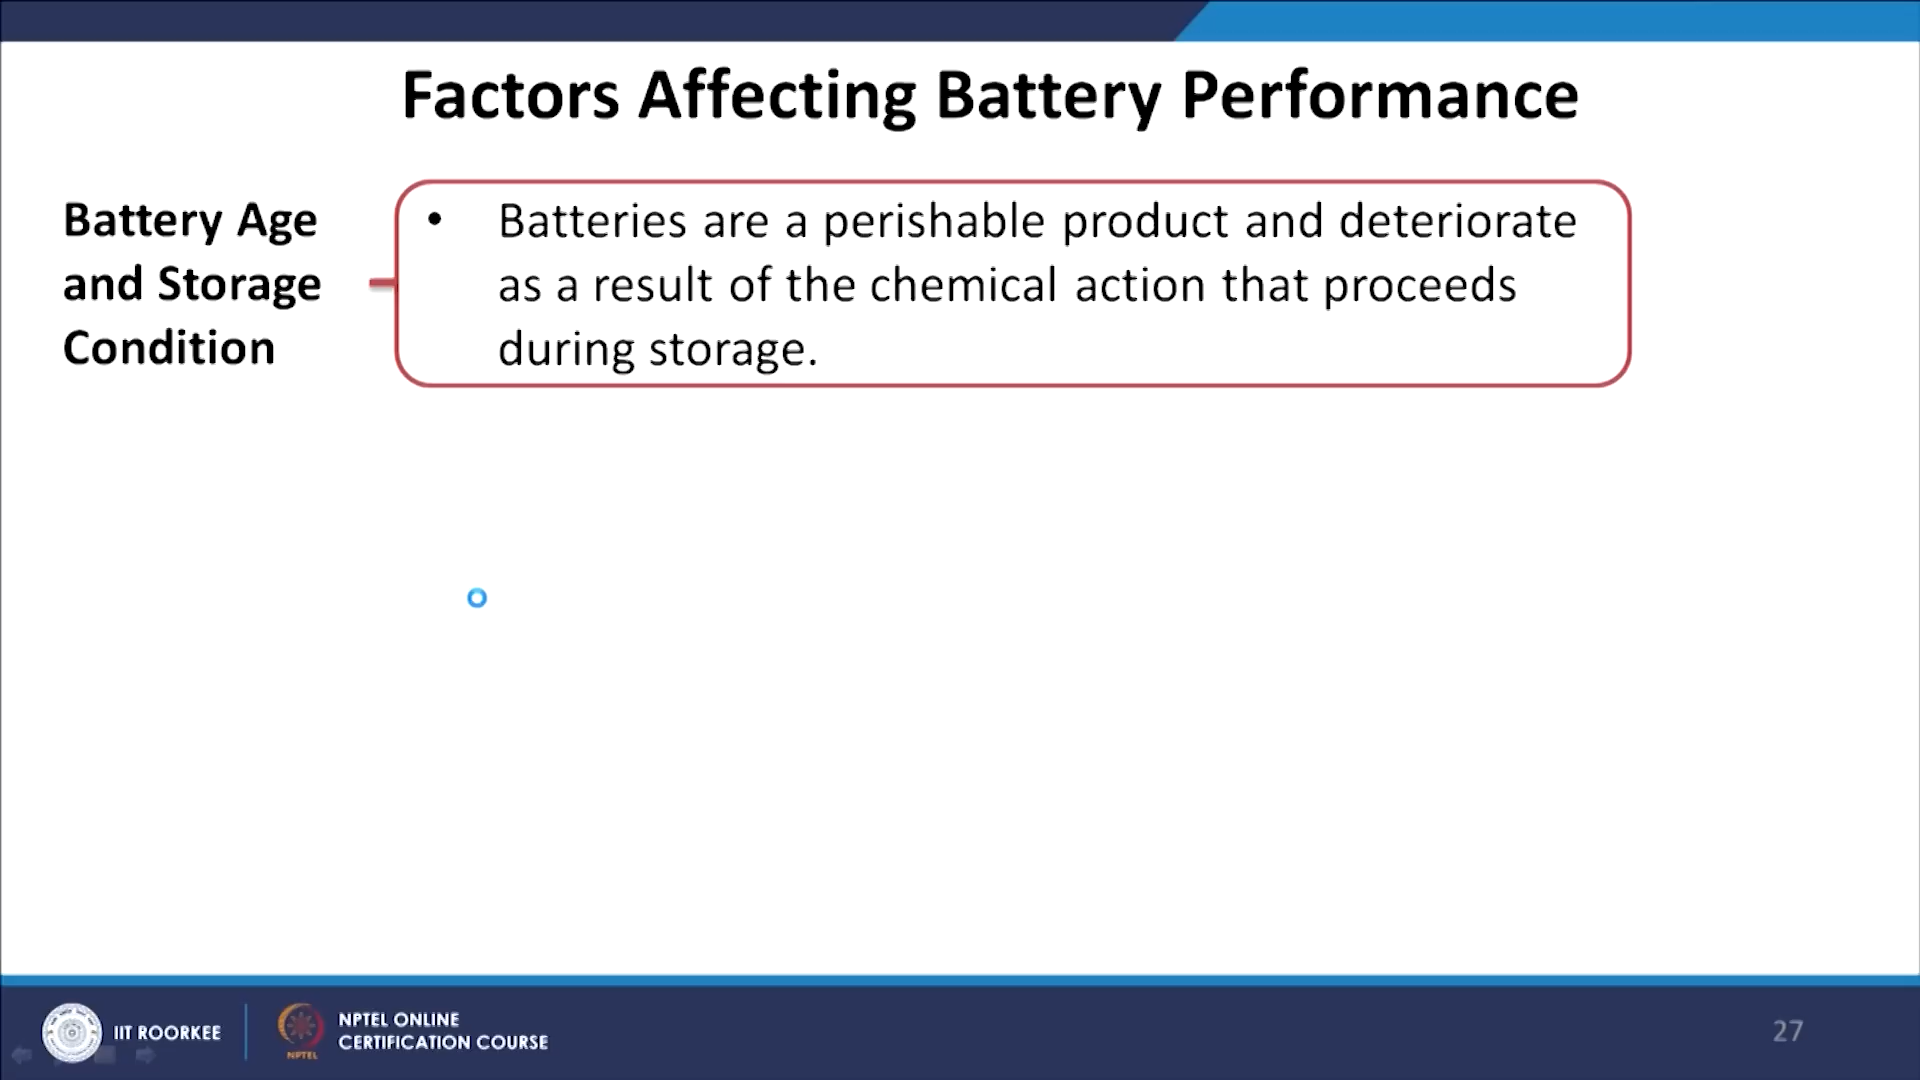 Factors Affecting Battery Performance
Battery Age
and Storage
Condition
• Batteries are a perishable product and deteriorate
as a result of the chemical action that proceeds
during storage.
IIT ROORKEE
NPTEL
NPTEL ONLINE
CERTIFICATION COURSE
27